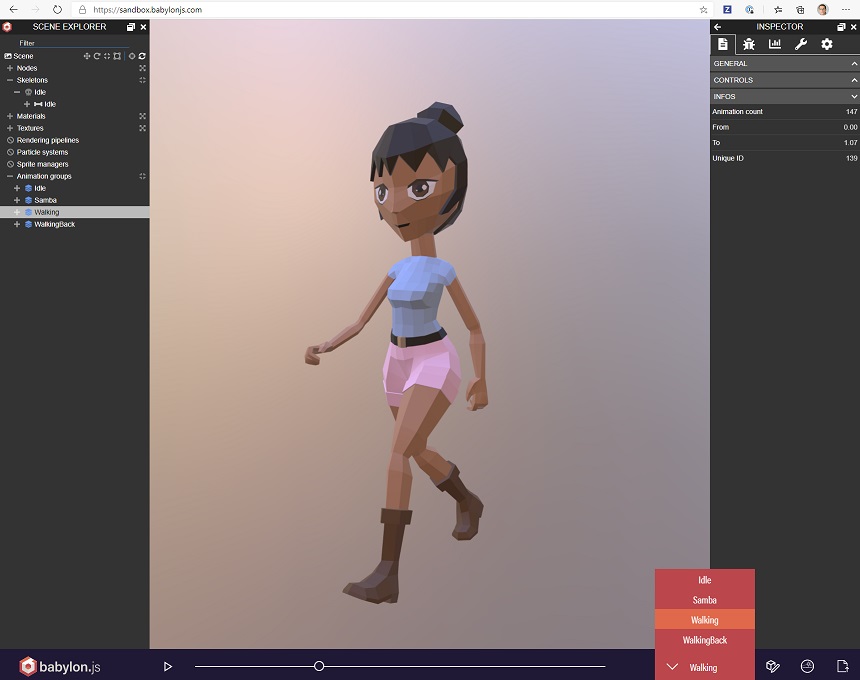 https://sandbox.babylonjs.com
SCENE EXPLORER
Filter
Scene
Nodes
Skeletons
Idle
Idle
Materials
Textures
Rendering pipelines
Particle systems
Sprite managers
Animation groups
Idle
Samba
Walking
WalkingBack
INSPECTOR
GENERAL
CONTROLS
INFOS
Animation count 147
From 0.00
To 1.07
Unique ID 139
Idle
Samba
Walking
WalkingBack
Walking
babylon.js